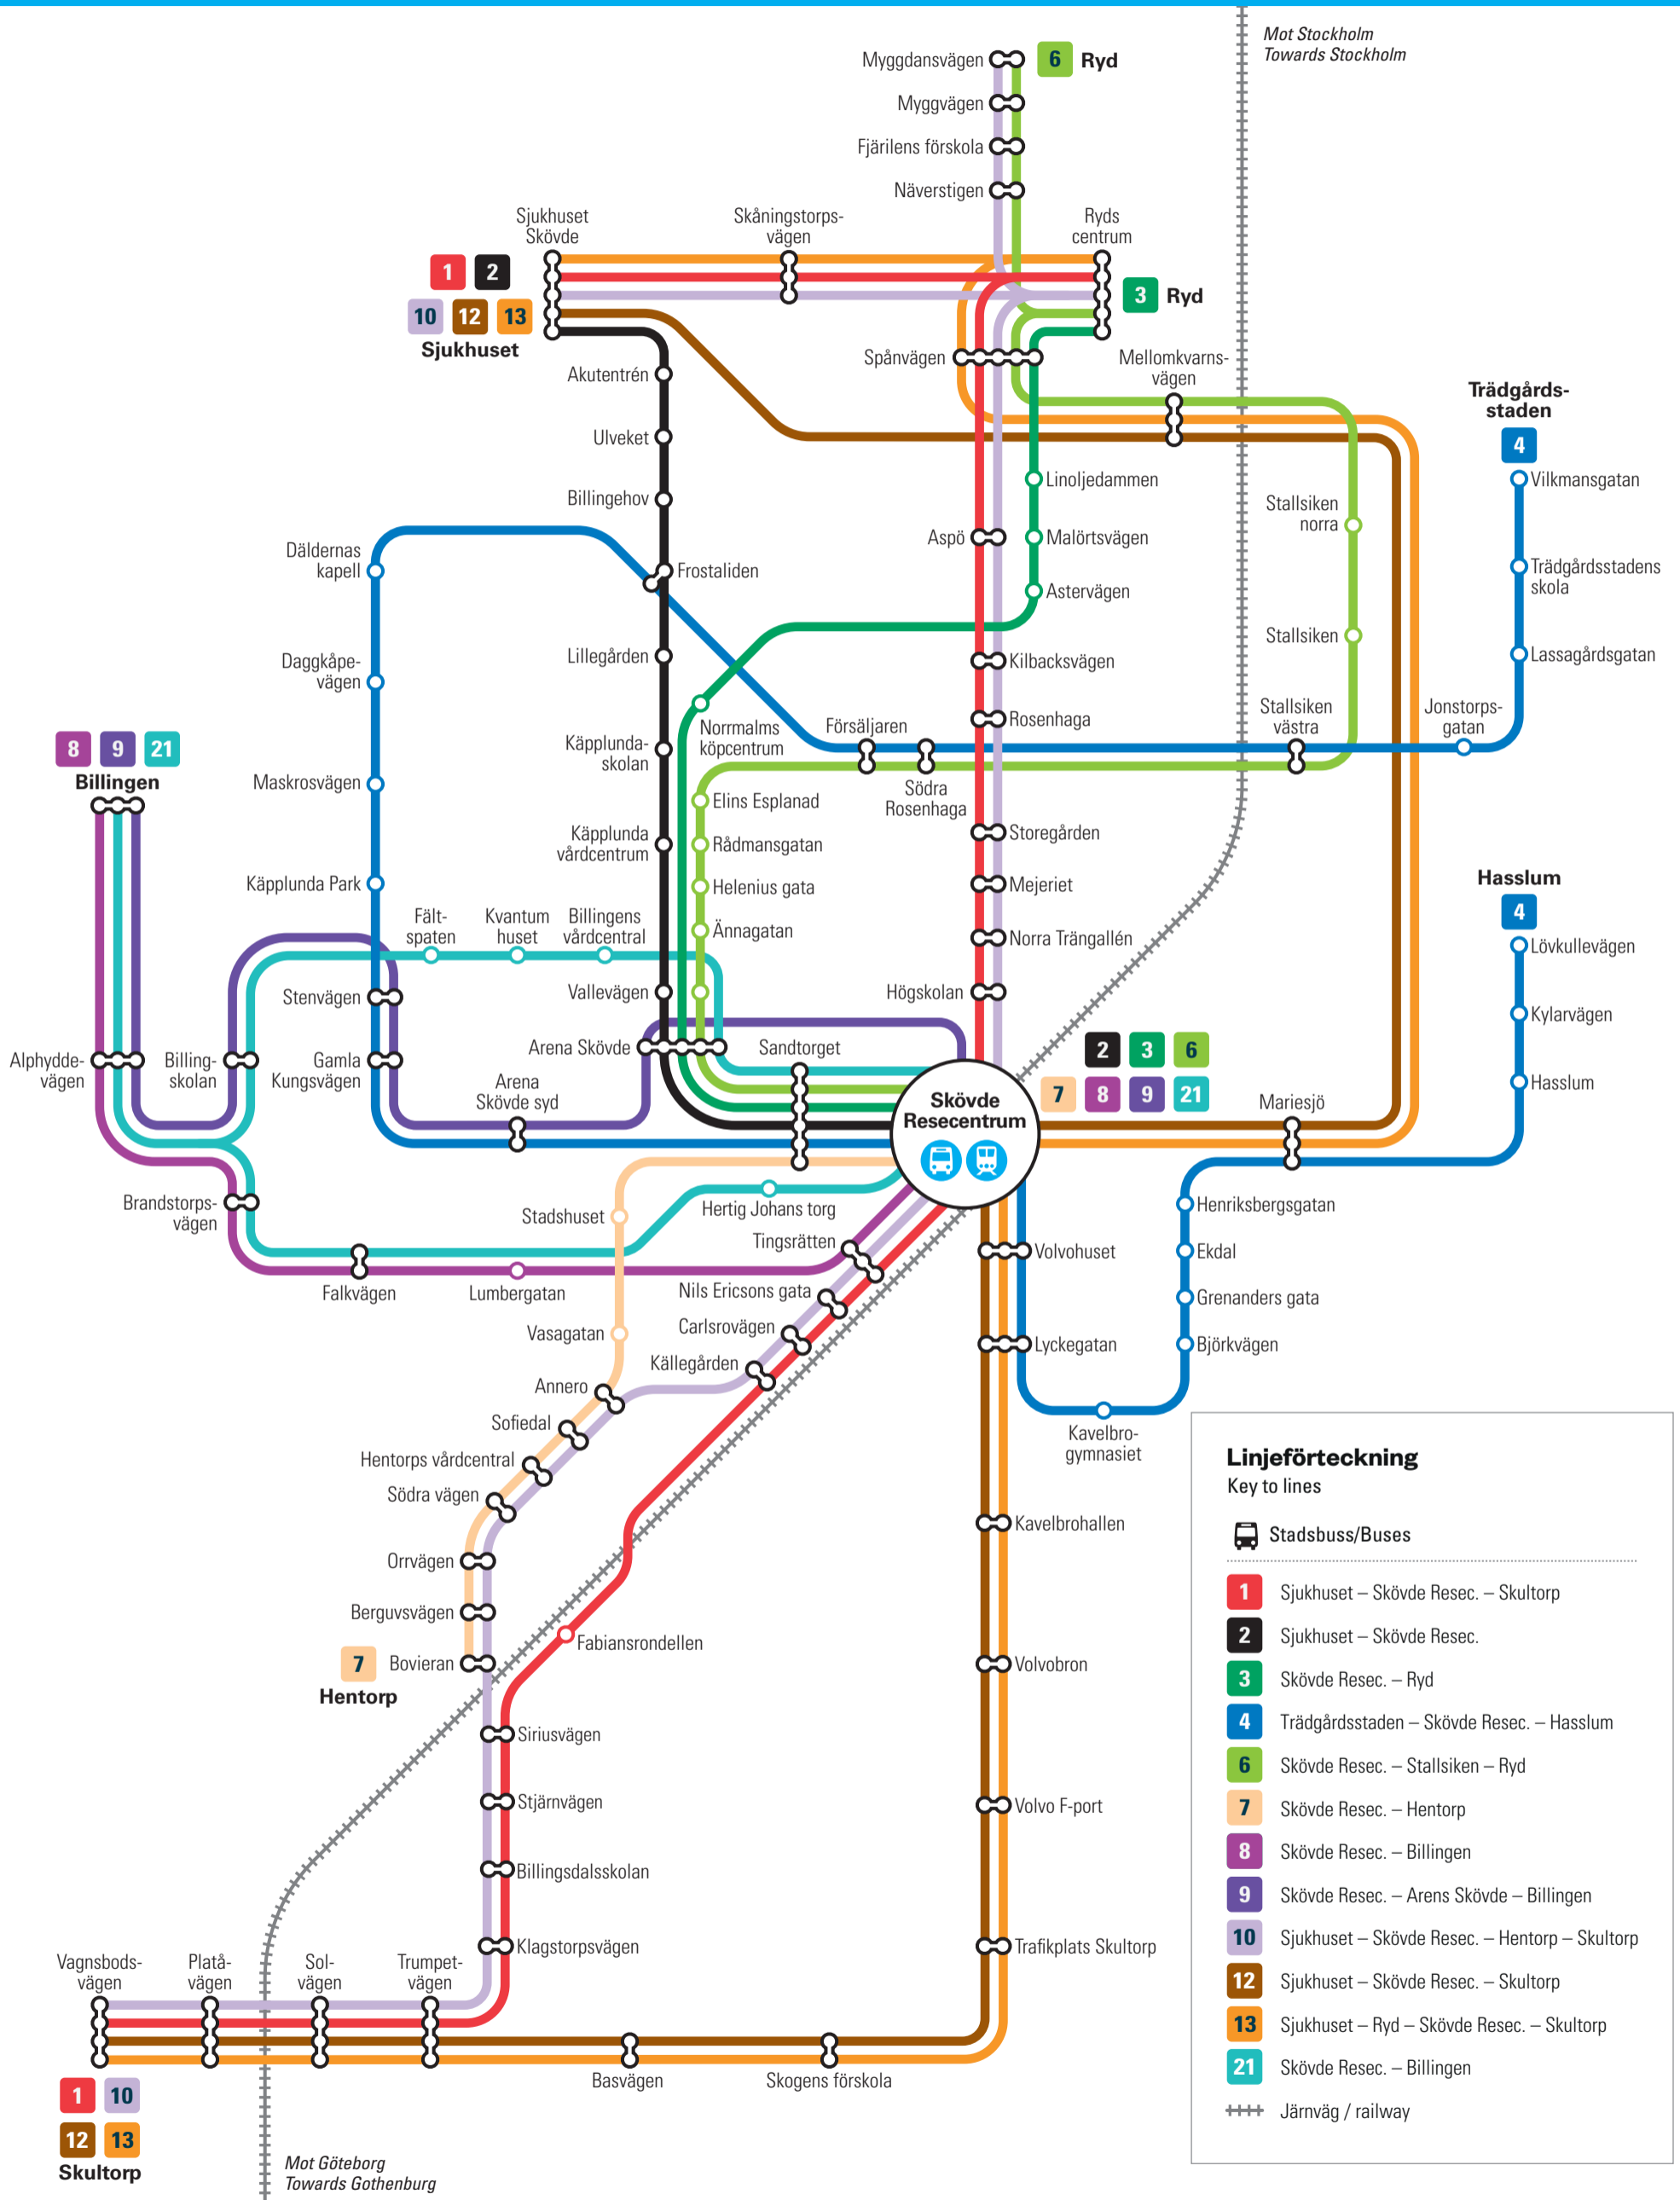 Mot Stockholm
Towards Stockholm
Myggdansvägen
6
Ryd
Myggvägen
Fjärilens förskola
Näverstigen
Sjukhuset
Skövde
Skåningstorps-
vägen
Ryds
centrum
1
2
10
12
13
Sjukhuset
3
Ryd
Spånvägen
Mellomkvarns-
vägen
Akutentrén
Ulveket
Billingehov
Trädgårds-
staden
4
Vilkmansgatan
Linoljedammen
Stallsiken
norra
Aspö
Malörtsvägen
Däldernas
kapell
Frostaliden
Trädgårdsstadens
skola
Astervägen
Stallsiken
Lillegården
Kilbacksvägen
Lassagårdsgatan
Daggkåpe-
vägen
Norrmalms
köpcentrum
Försäljaren
Rosenhaga
Stallsiken
västra
Jonstorps-
gatan
8
9
21
Billingen
Käpplunda-
skolan
Maskrosvägen
Södra
Rosenhaga
Elins Esplanad
Käpplunda
vårdcentrum
Rådmansgatan
Storegården
Käpplunda Park
Helenius gata
Mejeriet
Hasslum
4
Fält-
spaten
Kvantum
huset
Billingens
vårdcentral
Ännagatan
Norra Trängallén
Lövkullevägen
Stenvägen
Vallevägen
Högskolan
Kylarvägen
Alphydde-
vägen
Billing-
skolan
Gamla
Kungsvägen
Arena Skövde
Sandtorget
2
3
6
7
8
9
21
Arena
Skövde syd
Skövde
Resecentrum
Mariesjö
Hasslum
Brandstorps-
vägen
Stadshuset
Hertig Johans torg
Henriksbergsgatan
Tingsrätten
Volvohuset
Ekdal
Falkvägen
Lumbergatan
Nils Ericsons gata
Grenanders gata
Vasagatan
Carlsrovägen
Lyckegatan
Björkvägen
Källegården
Annero
Sofiedal
Kavelbro-
gymnasiet
Hentorps vårdcentral
Södra vägen
Kavelbrohallen
Orrvägen
Berguvsvägen
Fabiansrondellen
7
Hentorp
Bovieran
Volvobron
Siriusvägen
Stjärnvägen
Volvo F-port
Billingsdalsskolan
Klagstorpsvägen
Trafikplats Skultorp
Vagnsbods-
vägen
Platå-
vägen
Sol-
vägen
Trumpet-
vägen
Basvägen
Skogens förskola
1
10
12
13
Skultorp
Mot Göteborg
Towards Gothenburg
Linjeförteckning
Key to lines
Stadsbuss/Buses
1 Sjukhuset – Skövde Resec. – Skultorp
2 Sjukhuset – Skövde Resec.
3 Skövde Resec. – Ryd
4 Trädgårdsstaden – Skövde Resec. – Hasslum
6 Skövde Resec. – Stallsiken – Ryd
7 Skövde Resec. – Hentorp
8 Skövde Resec. – Billingen
9 Skövde Resec. – Arens Skövde – Billingen
10 Sjukhuset – Skövde Resec. – Hentorp – Skultorp
12 Sjukhuset – Skövde Resec. – Skultorp
13 Sjukhuset – Ryd – Skövde Resec. – Skultorp
21 Skövde Resec. – Billingen
Järnväg / railway